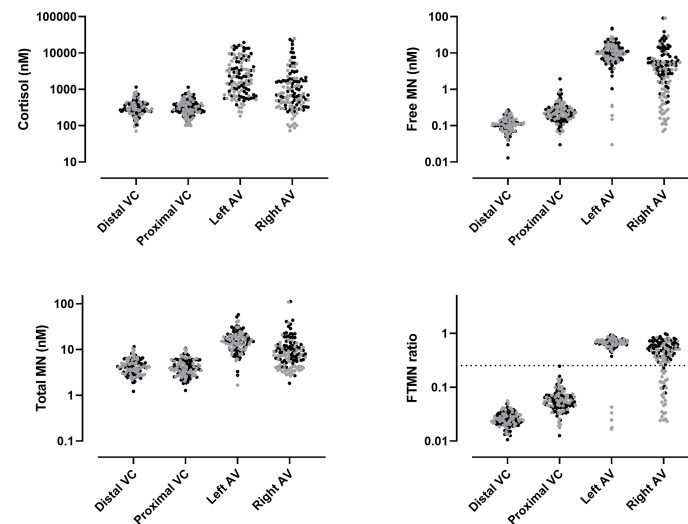 Cortisol (nM)
100000
10000
1000
100
10
Distal VC
Proximal VC
Left AV
Right AV
Free MN (nM)
100
10
1
0.1
0.01
Distal VC
Proximal VC
Left AV
Right AV
Total MN (nM)
100
10
1
0.1
Distal VC
Proximal VC
Left AV
Right AV
FTMN ratio
1
0.1
0.01
Distal VC
Proximal VC
Left AV
Right AV